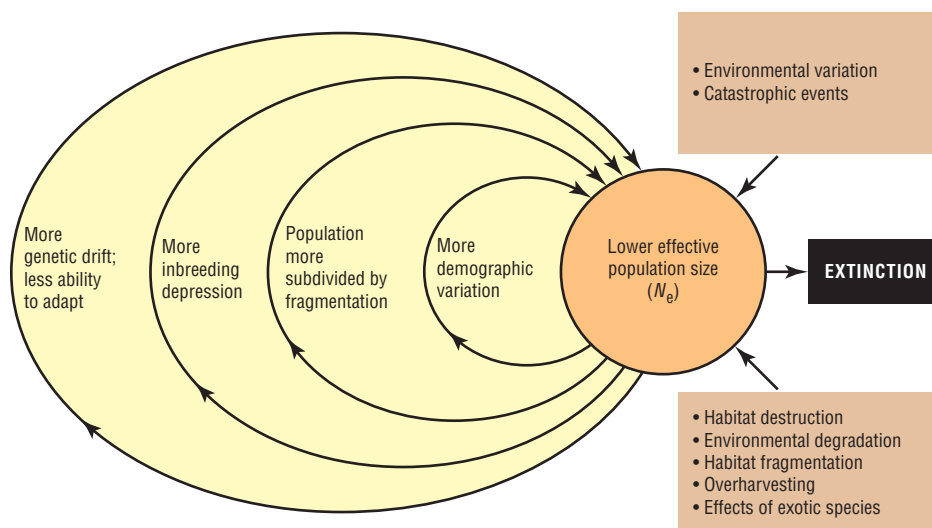 • Environmental variation
• Catastrophic events
More
genetic drift;
less ability
to adapt
More
inbreeding
depression
Population
more
subdivided by
fragmentation
More
demographic
variation
Lower effective
population size
(Ne)
EXTINCTION
• Habitat destruction
• Environmental degradation
• Habitat fragmentation
• Overharvesting
• Effects of exotic species